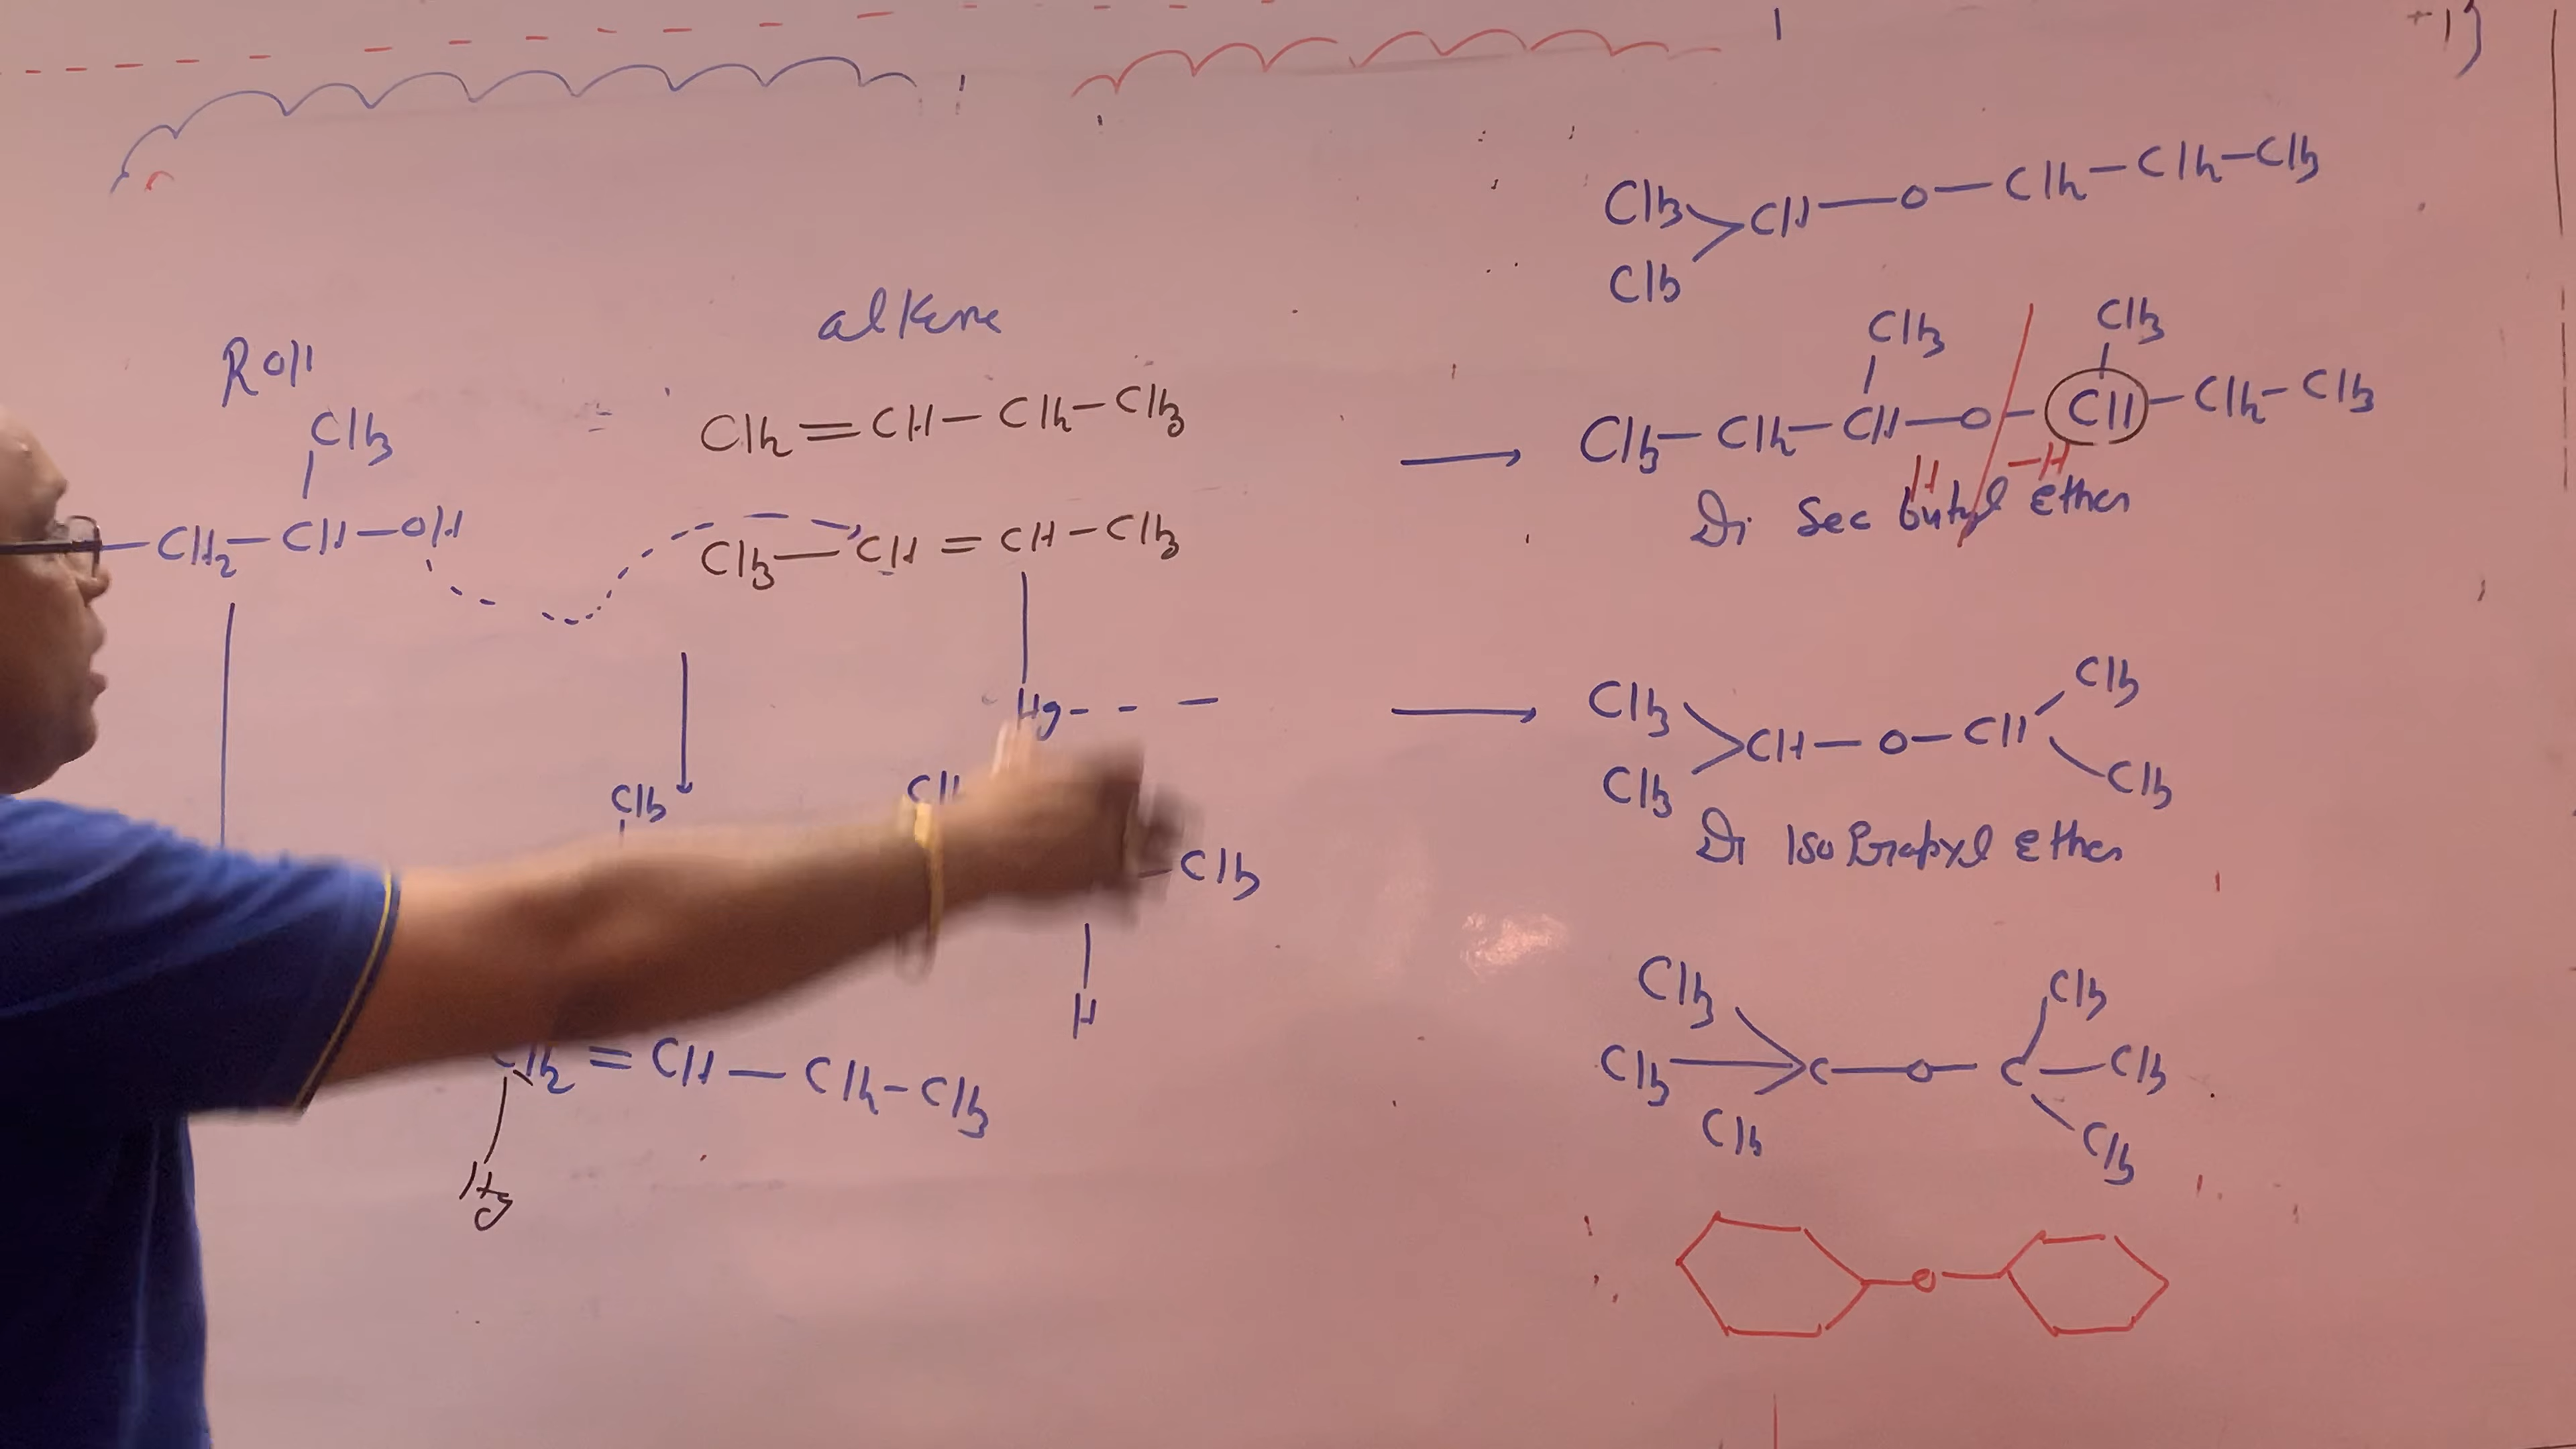 CH3
CH — O — CH2 — CH2 — CH3
CH3
alkene
ROH
CH3
CH2 — CH — OH
CH2 = CH — CH2 — CH3
CH3 — CH = CH — CH3
Hg
CH3 CH3
CH3 — CH2 — CH — O — CH — CH2 — CH3
H — H
Di Sec butyl Ether
CH3 CH3
CH — O — CH
CH3 CH3
Di Iso Propyl Ether
CH3
CH3
H
CH2 = CH — CH2 — CH3
Hg
CH3 CH3
CH3 — C — O — C — CH3
CH3 CH3
O